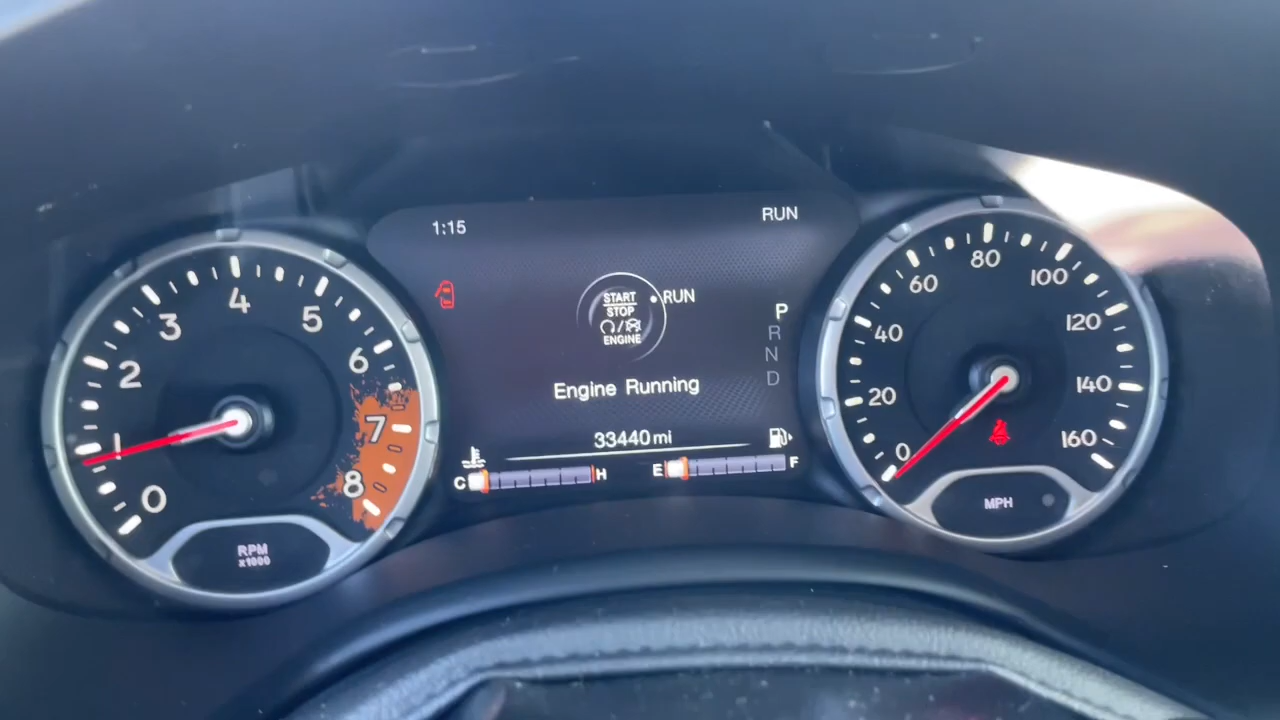 1:15
RUN
START
STOP
ENGINE
RUN
P
R
N
D
Engine Running
33440 mi
C
H
E
F
0
1
2
3
4
5
6
7
8
RPM
x1000
0
20
40
60
80
100
120
140
160
MPH